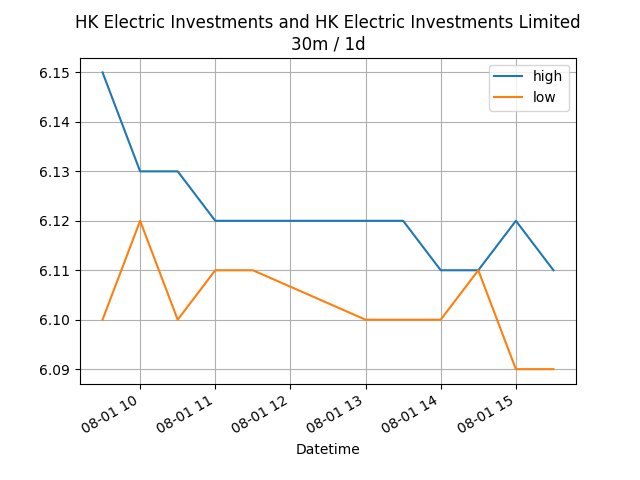 HK Electric Investments and HK Electric Investments Limited
30m / 1d
high
low
6.15
6.14
6.13
6.12
6.11
6.10
6.09
08-01 10
08-01 11
08-01 12
08-01 13
08-01 14
08-01 15
Datetime